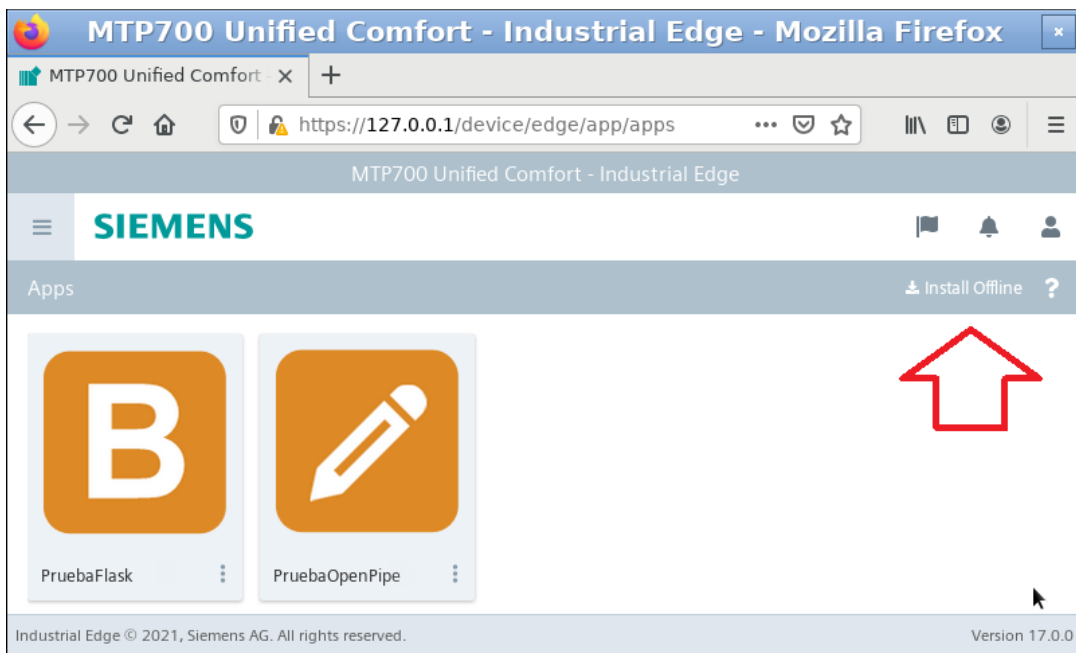 MTP700 Unified Comfort - Industrial Edge - Mozilla Firefox
MTP700 Unified Comfort
https://127.0.0.1/device/edge/app/apps
MTP700 Unified Comfort - Industrial Edge
SIEMENS
Apps
Install Offline ?
B
PruebaFlask
PruebaOpenPipe
Industrial Edge © 2021, Siemens AG. All rights reserved.
Version 17.0.0